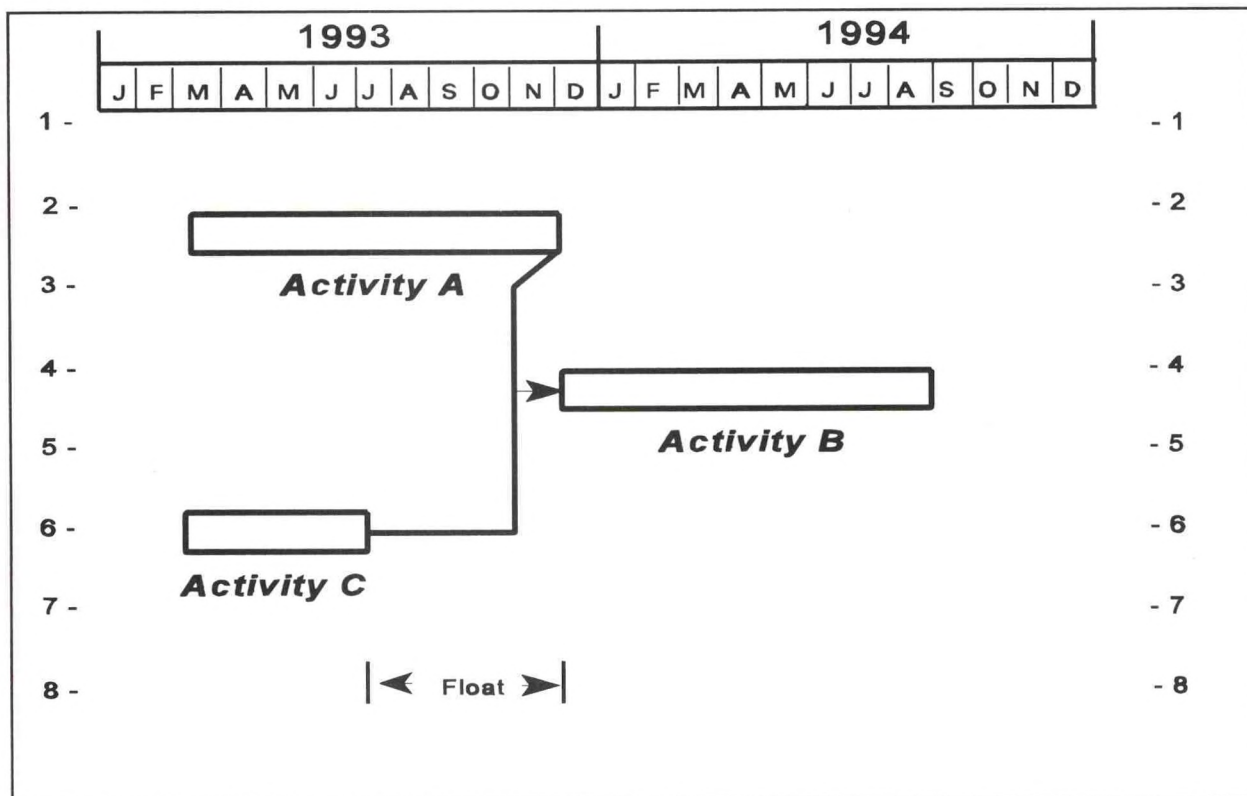 1993 1994
J F M A M J J A S O N D J F M A M J J A S O N D
1 - - 1
2 - - 2
Activity A
3 - - 3
4 - - 4
Activity B
5 - - 5
6 - - 6
Activity C
7 - - 7
8 - Float - 8